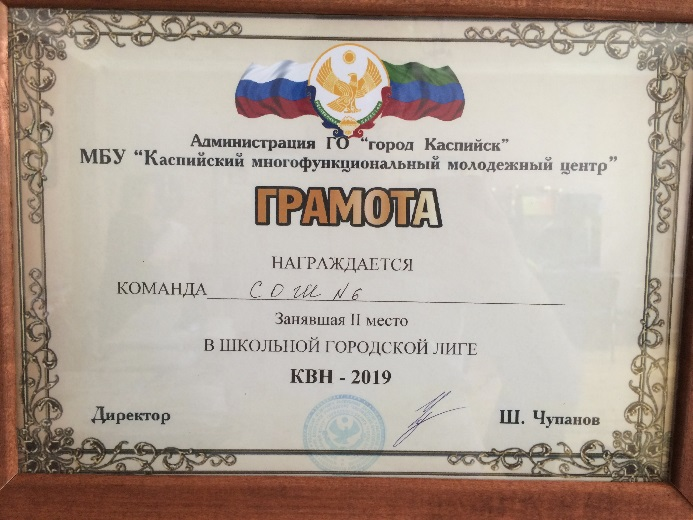 Администрация ГО "город Каспийск"
МБУ "Каспийский многофункциональный молодежный центр"
ГРАМОТА
НАГРАЖДАЕТСЯ
КОМАНДА СОШ №6
Занявшая II место
В ШКОЛЬНОЙ ГОРОДСКОЙ ЛИГЕ
КВН - 2019
Директор Ш. Чупанов